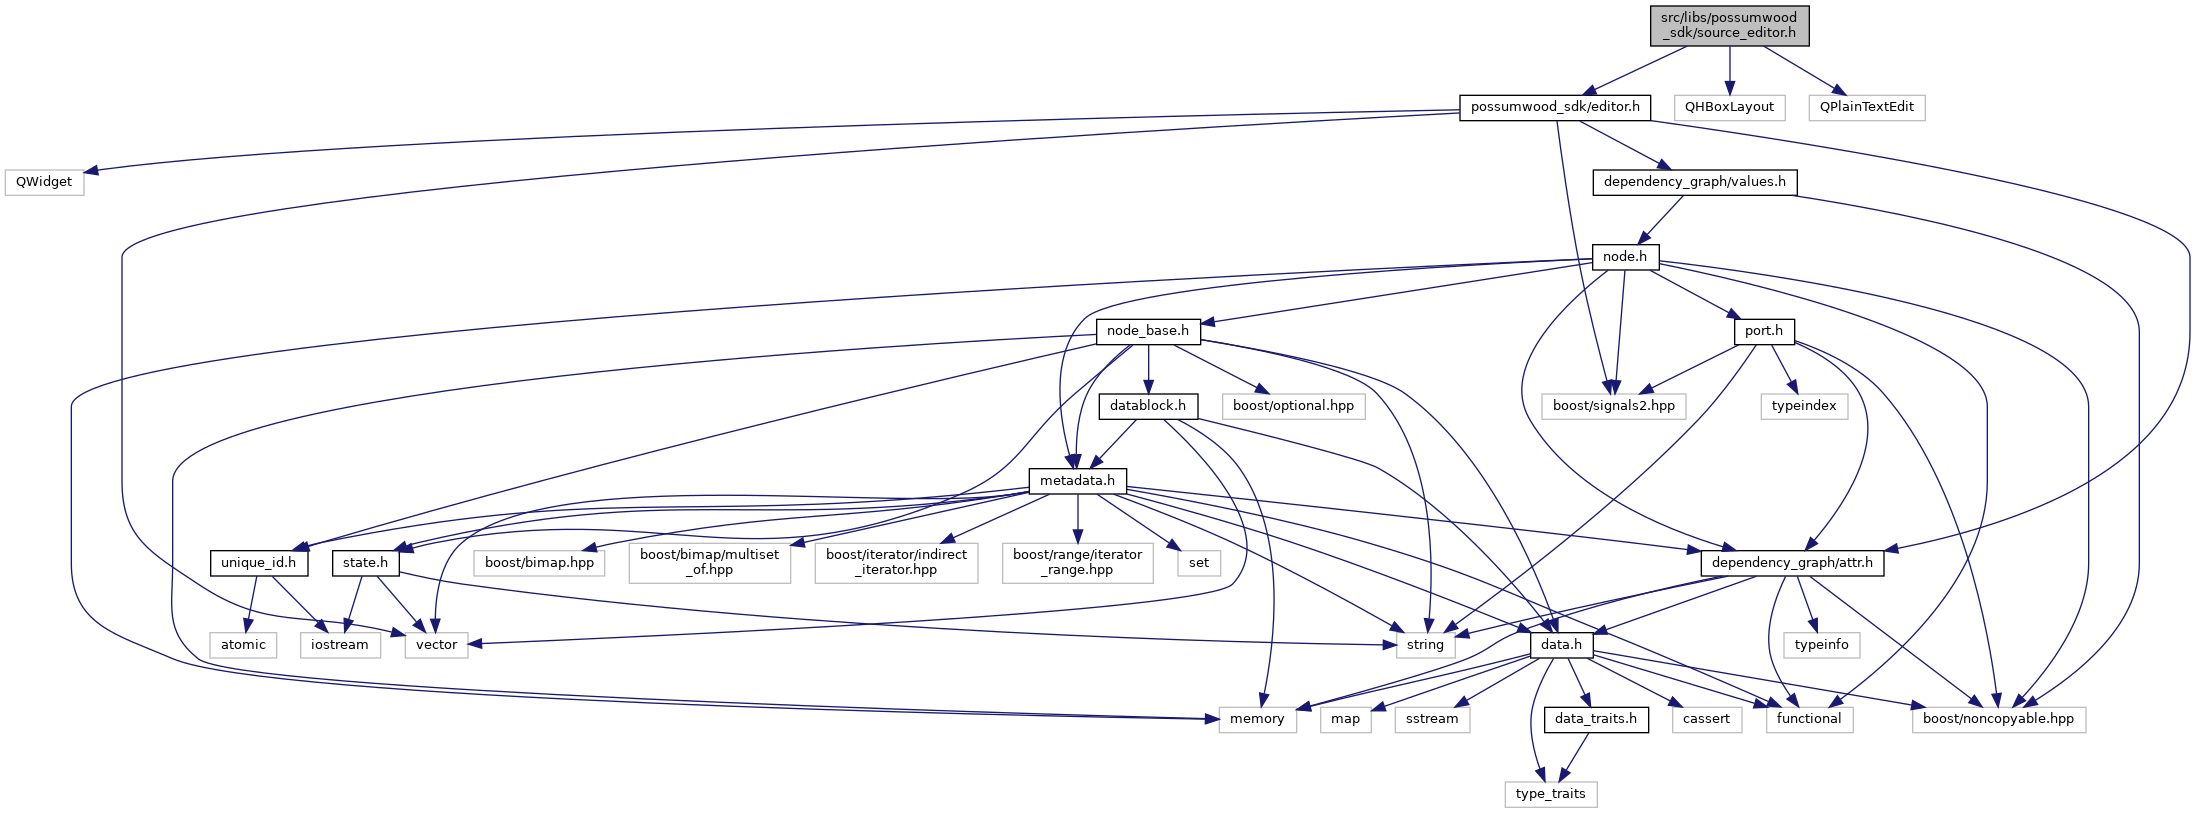 src/libs/possumwood
_sdk/source_editor.h
possumwood_sdk/editor.h
QHBoxLayout
QPlainTextEdit
QWidget
dependency_graph/values.h
node.h
node_base.h
port.h
datablock.h
boost/optional.hpp
boost/signals2.hpp
typeindex
metadata.h
unique_id.h
state.h
boost/bimap.hpp
boost/bimap/multiset
_of.hpp
boost/iterator/indirect
_iterator.hpp
boost/range/iterator
_range.hpp
set
dependency_graph/attr.h
atomic
iostream
vector
string
data.h
typeinfo
memory
map
sstream
data_traits.h
cassert
functional
boost/noncopyable.hpp
type_traits